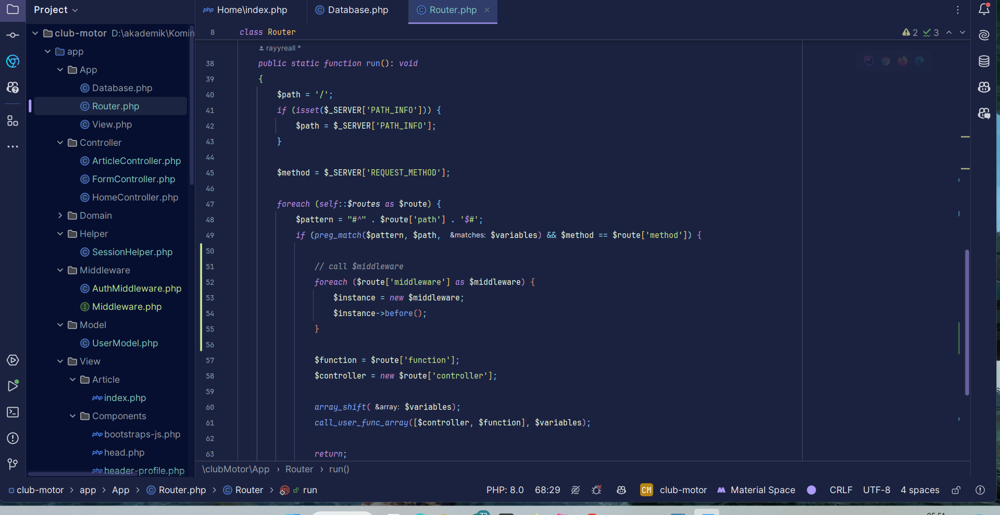 Project
php Home\index.php
Database.php
Router.php
club-motor D:\akademik\Komin
app
App
Database.php
Router.php
View.php
Controller
ArticleController.php
FormController.php
HomeController.php
Domain
Helper
SessionHelper.php
Middleware
AuthMiddleware.php
Middleware.php
Model
UserModel.php
View
Article
php index.php
Components
php bootstraps-js.php
php head.php
php header-profile.php
8 class Router
2 3
rayyreall *
38 public static function run(): void
39 {
40 $path = '/';
41 if (isset($_SERVER['PATH_INFO'])) {
42 $path = $_SERVER['PATH_INFO'];
43 }
44
45 $method = $_SERVER['REQUEST_METHOD'];
46
47 foreach (self::$routes as $route) {
48 $pattern = "#^" . $route['path'] . '$#';
49 if (preg_match($pattern, $path, &matches: $variables) && $method == $route['method']) {
50
51 // call $middleware
52 foreach ($route['middleware'] as $middleware) {
53 $instance = new $middleware;
54 $instance->before();
55 }
56
57 $function = $route['function'];
58 $controller = new $route['controller'];
59
60 array_shift( &array: $variables);
61 call_user_func_array([$controller, $function], $variables);
62
63 return;
\clubMotor\App › Router › run()
club-motor > app > App > Router.php > Router > run
PHP: 8.0 68:29 CM club-motor Material Space CRLF UTF-8 4 spaces